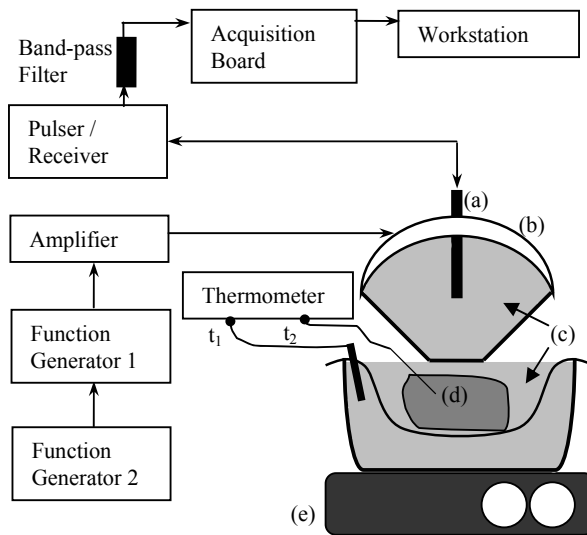 Band-pass
Filter
Acquisition
Board
Workstation
Pulser /
Receiver
(a)
(b)
Amplifier
Thermometer
t1
t2
(c)
Function
Generator 1
(d)
Function
Generator 2
(e)